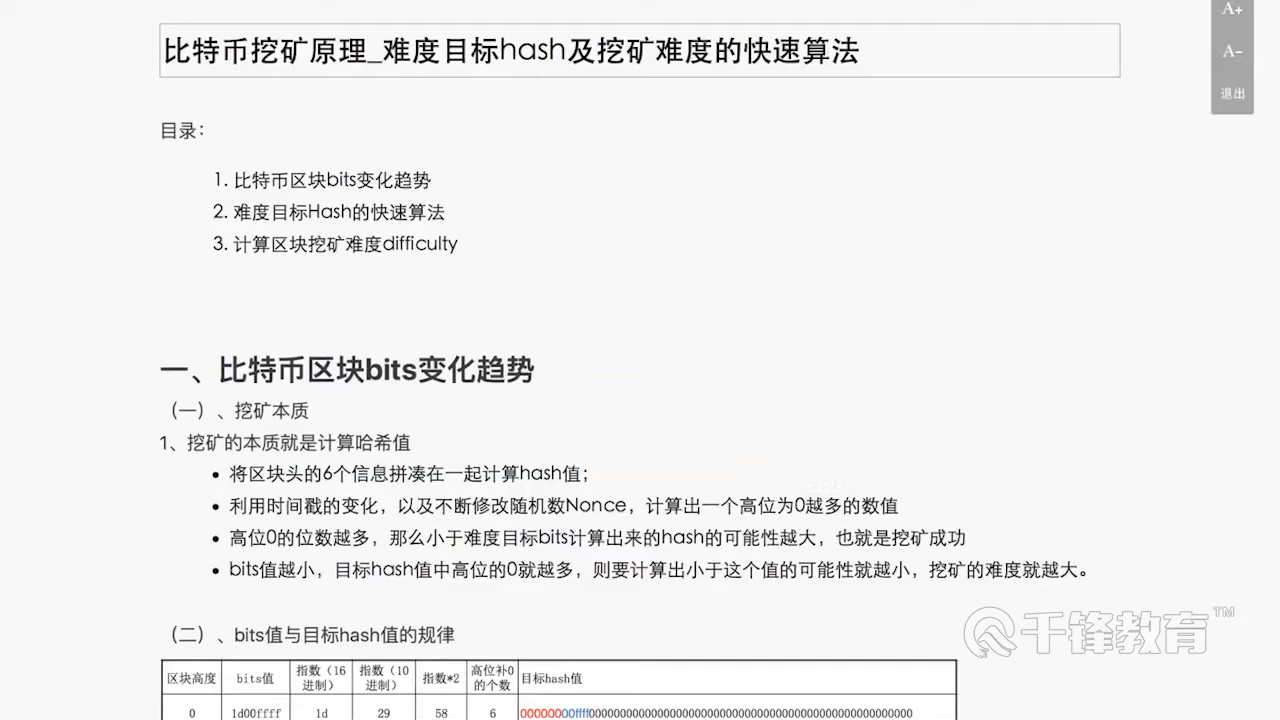 比特币挖矿原理_难度目标hash及挖矿难度的快速算法
A+
A-
退出
目录：
1. 比特币区块bits变化趋势
2. 难度目标Hash的快速算法
3. 计算区块挖矿难度difficulty
一、比特币区块bits变化趋势
（一）、挖矿本质
1、挖矿的本质就是计算哈希值
• 将区块头的6个信息拼凑在一起计算hash值；
• 利用时间戳的变化，以及不断修改随机数Nonce，计算出一个高位为0越多的数值
• 高位0的位数越多，那么小于难度目标bits计算出来的hash的可能性越大，也就是挖矿成功
• bits值越小，目标hash值中高位的0就越多，则要计算出小于这个值的可能性就越小，挖矿的难度就越大。
千锋教育™
（二）、bits值与目标hash值的规律
区块高度 bits值 指数（16进制） 指数（10进制） 指数*2 高位补0的个数 目标hash值
0 1d00ffff 1d 29 58 6